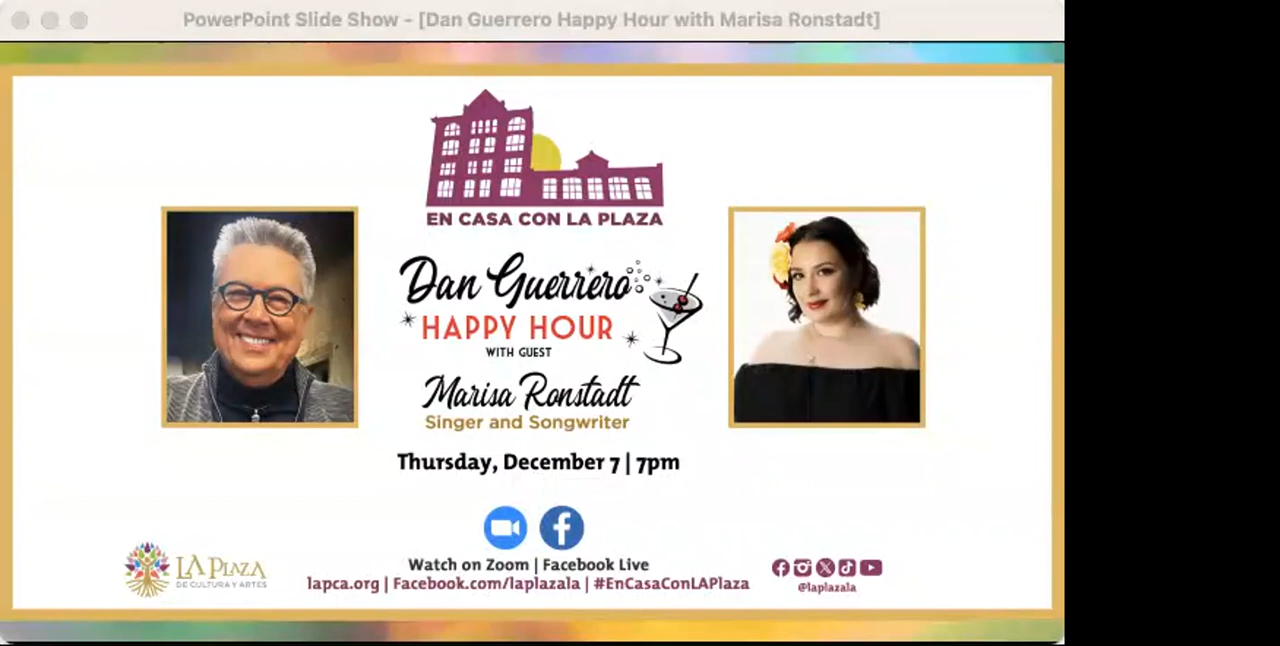 PowerPoint Slide Show - [Dan Guerrero Happy Hour with Marisa Ronstadt]
EN CASA CON LA PLAZA
Dan Guerrero
HAPPY HOUR
WITH GUEST
Marisa Ronstadt
Singer and Songwriter
Thursday, December 7 | 7pm
Watch on Zoom | Facebook Live
lapca.org | Facebook.com/laplazala | #EnCasaConLAPlaza
LA PLAZA
DE CULTURA Y ARTES
@laplazala